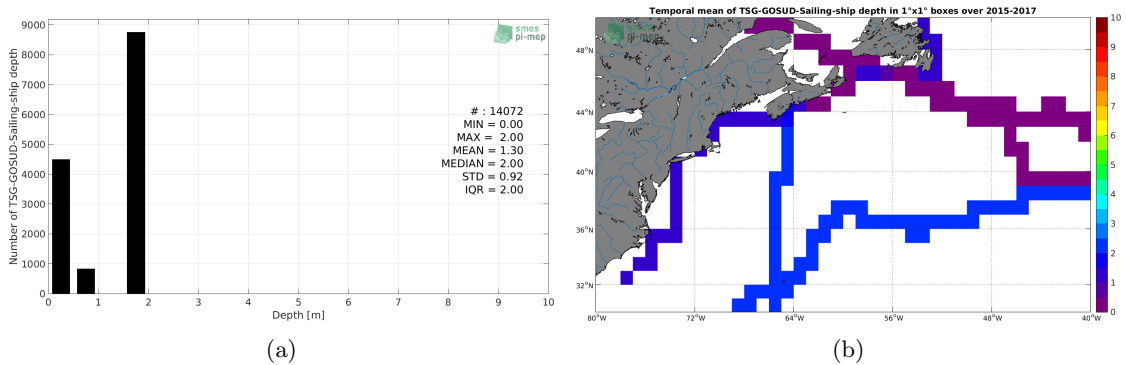 smos
pi-mep
9000
8000
7000
6000
5000
4000
3000
2000
1000
0
Number of TSG-GOSUD-Sailing-ship depth
# : 14072
MIN = 0.00
MAX = 2.00
MEAN = 1.30
MEDIAN = 2.00
STD = 0.92
IQR = 2.00
0 1 2 3 4 5 6 7 8 9 10
Depth [m]
(a)
Temporal mean of TSG-GOSUD-Sailing-ship depth in 1°x1° boxes over 2015-2017
smos
pi-mep
48°N
44°N
40°N
36°N
32°N
80°W 72°W 64°W 56°W 48°W 40°W
10
9
8
7
6
5
4
3
2
1
0
(b)